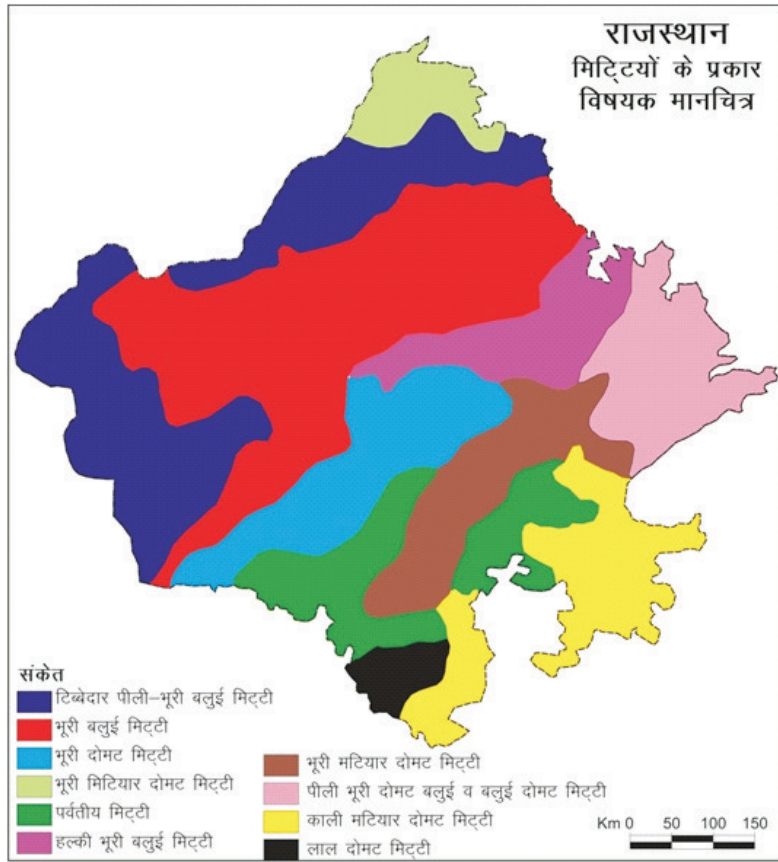 राजस्थान
मिट्टियों के प्रकार
विषयक मानचित्र
संकेत
टिब्बेदार पीली–भूरी बलुई मिट्टी
भूरी बलुई मिट्टी
भूरी दोमट मिट्टी
भूरी मिटियार दोमट मिट्टी
पर्वतीय मिट्टी
हल्की भूरी बलुई मिट्टी
भूरी मटियार दोमट मिट्टी
पीली भूरी दोमट बलुई व बलुई दोमट मिट्टी
काली मटियार दोमट मिट्टी
लाल दोमट मिट्टी
Km 0 50 100 150